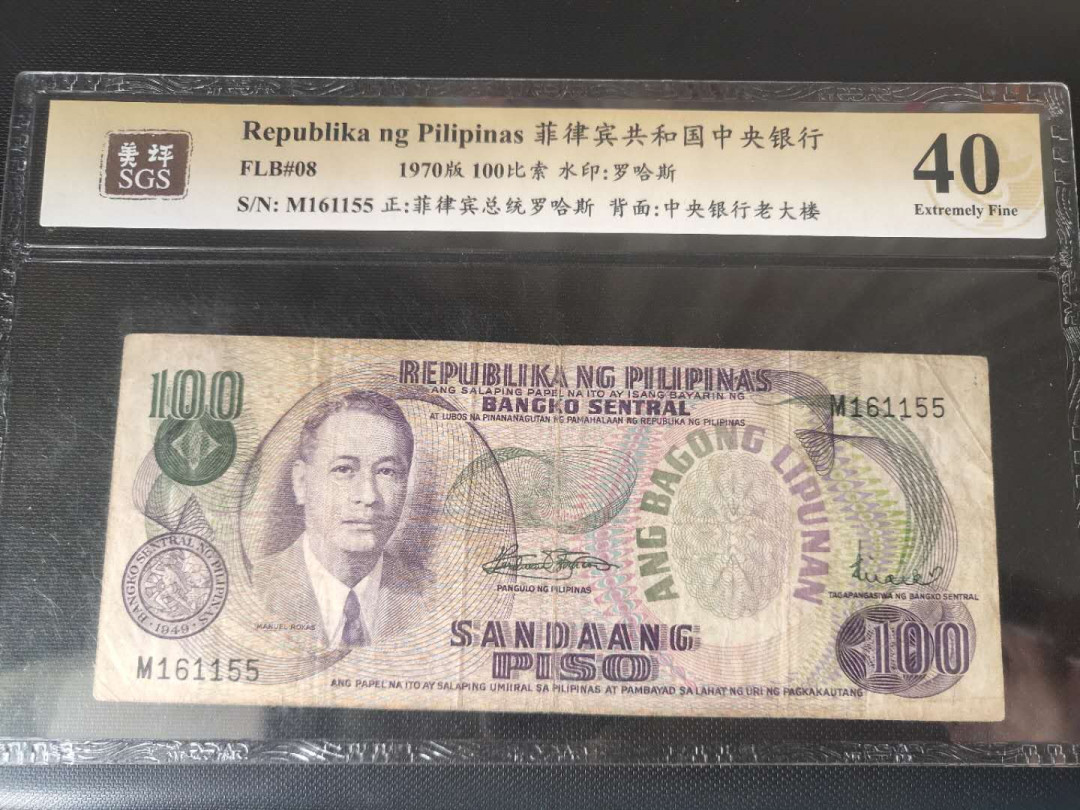 美坪
SGS
Republika ng Pilipinas 菲律宾共和国中央银行
FLB#08 1970版 100比索 水印:罗哈斯
S/N: M161155 正:菲律宾总统罗哈斯 背面:中央银行老大楼
40
Extremely Fine
100
REPUBLIKA NG PILIPINAS
ANG SALAPING PAPEL NA ITO AY ISANG BAYARIN NG
BANGKO SENTRAL
AT LUBOS NA PINANANAGUTAN NG PAMAHALAAN NG REPUBLIKA NG PILIPINAS
M161155
ANG BAGONG LIPUNAN
PANGULO NG PILIPINAS
TAGAPANGASIWA NG BANGKO SENTRAL
BANGKO SENTRAL NG PILIPINAS
1949
MANUEL ROXAS
SANDAANG
PISO
100
M161155
ANG PAPEL NA ITO AY SALAPING UMIIRAL SA PILIPINAS AT PAMBAYAD SA LAHAT NG URI NG PAGKAKAUTANG